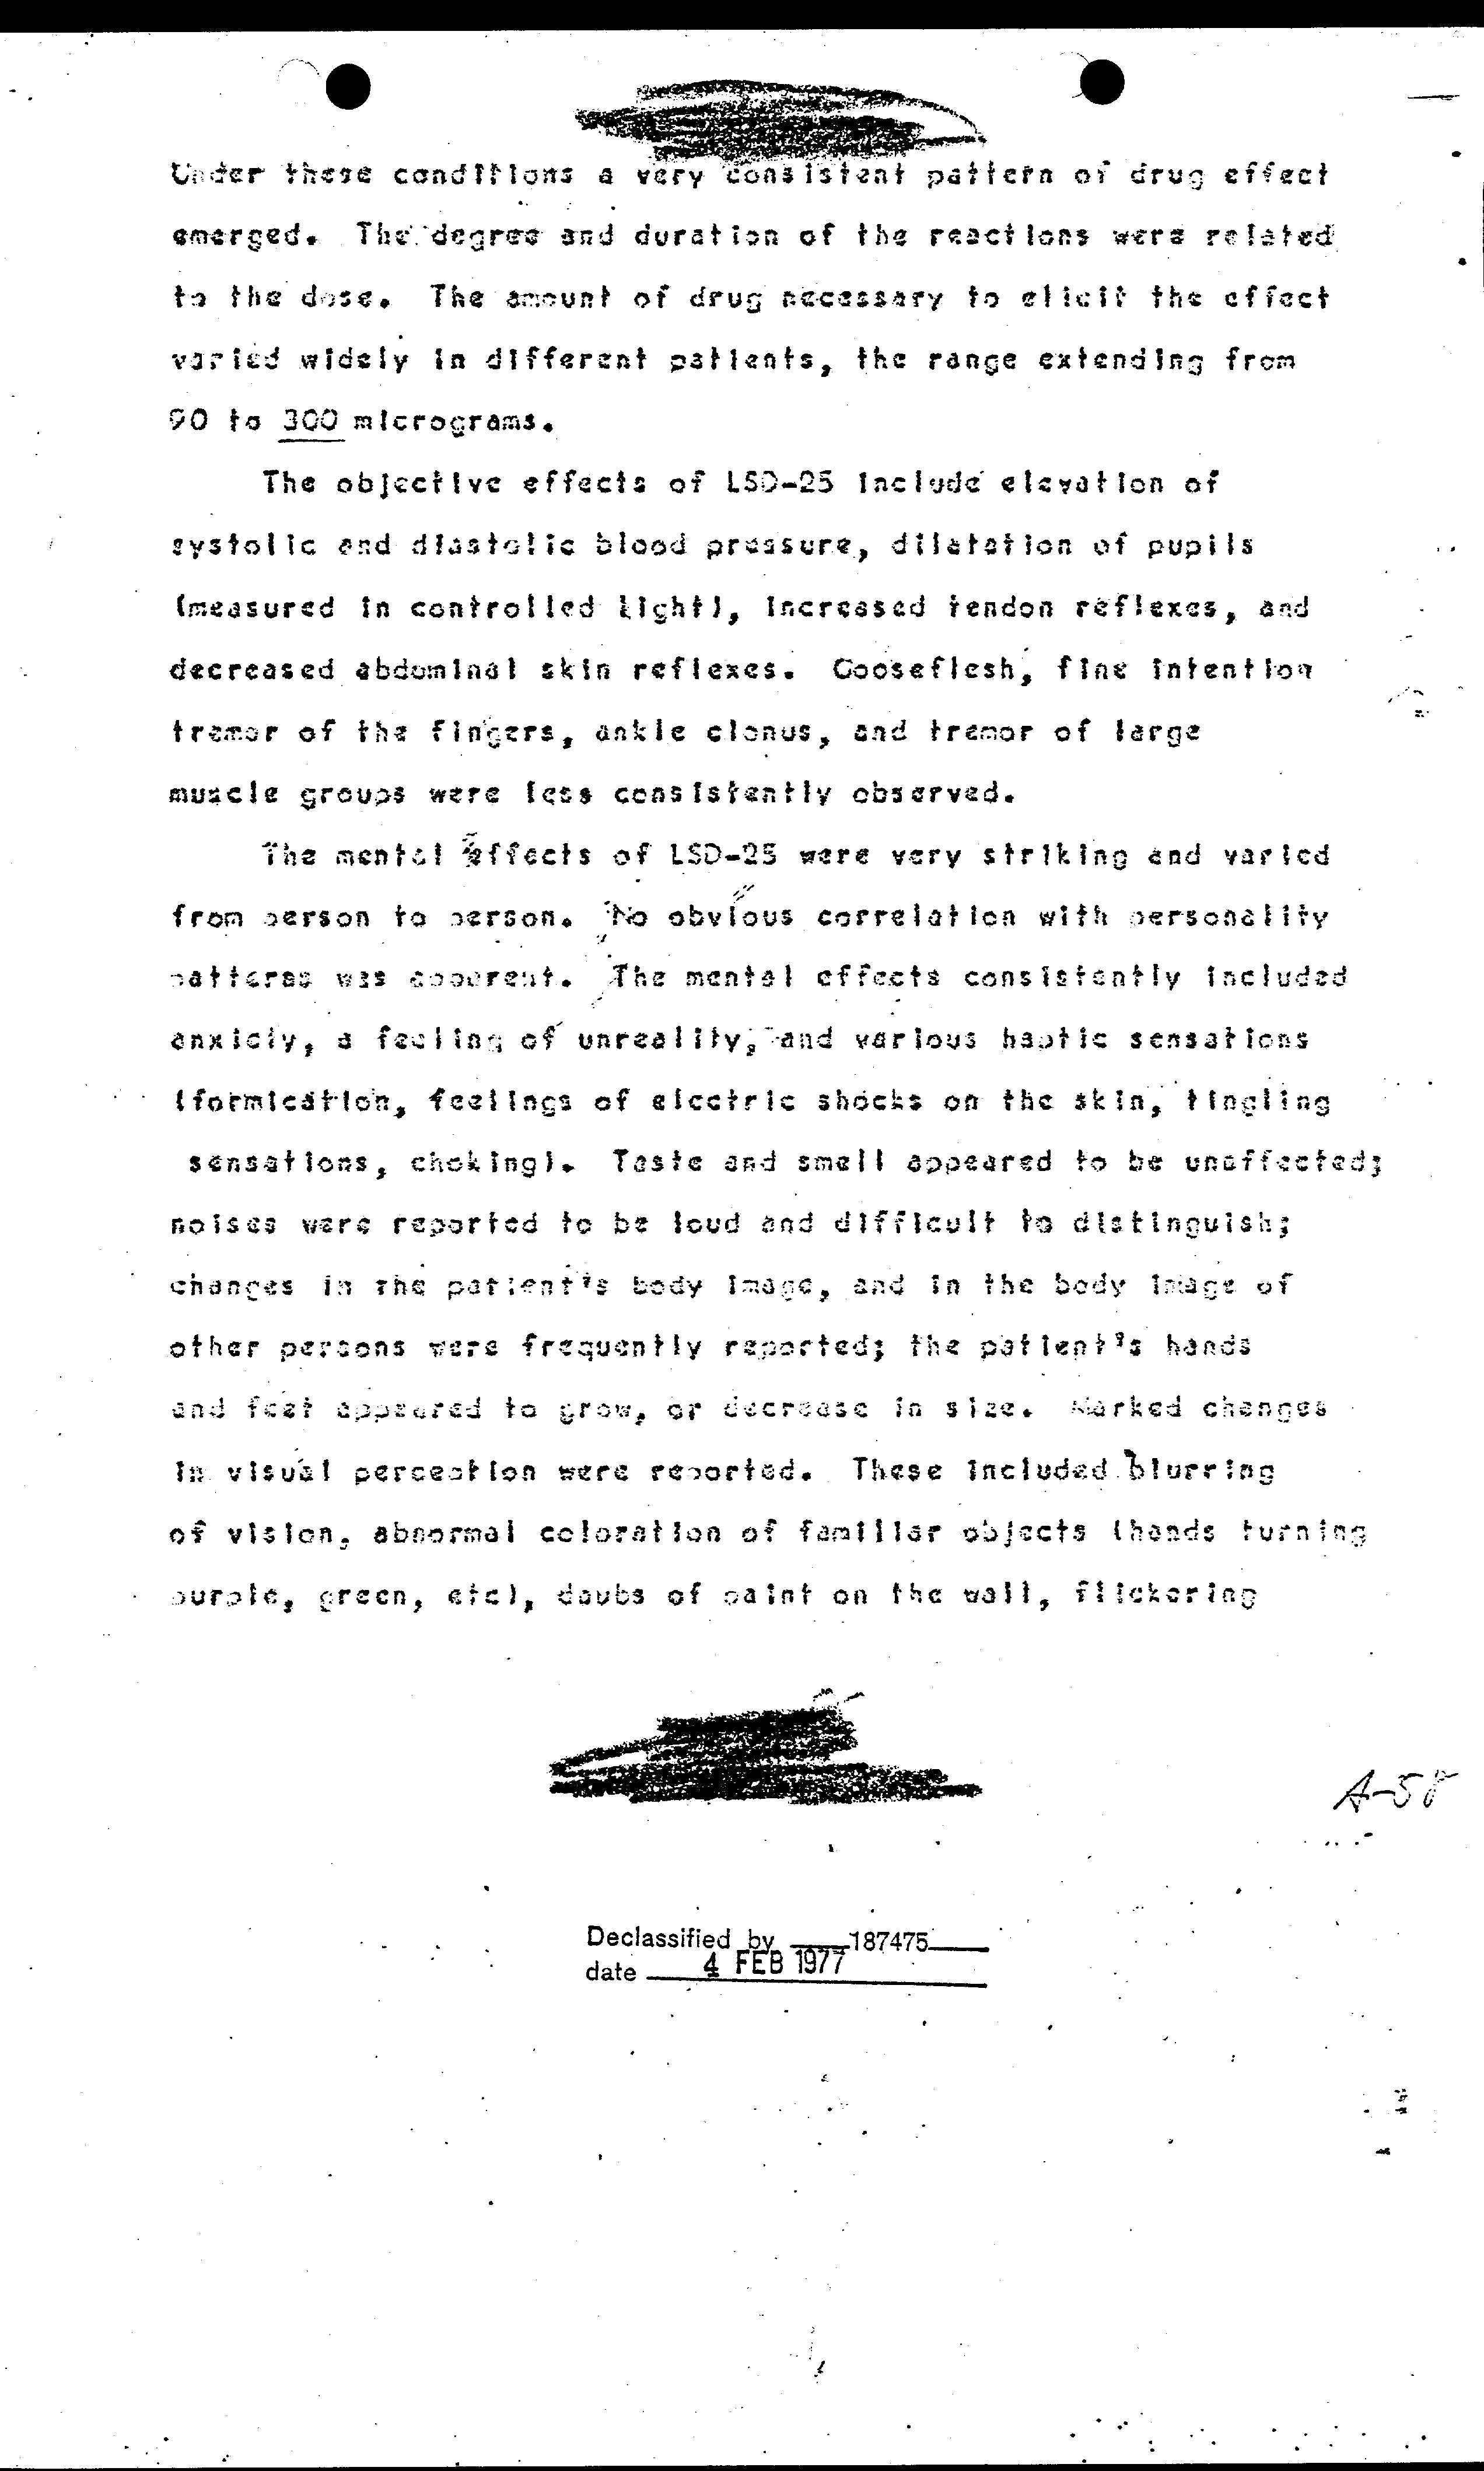 Under these conditions a very consistent pattern of drug effect
emerged. The degree and duration of the reactions were related
to the dose. The amount of drug necessary to elicit the effect
varied widely in different patients, the range extending from
90 to 300 micrograms.
The objective effects of LSD-25 include elevation of
systolic and diastolic blood pressure, dilatation of pupils
(measured in controlled light), increased tendon reflexes, and
decreased abdominal skin reflexes. Gooseflesh, fine intention
tremor of the fingers, ankle clonus, and tremor of large
muscle groups were less consistently observed.
The mental effects of LSD-25 were very striking and varied
from person to person. No obvious correlation with personality
patterns was apparent. The mental effects consistently included
anxiety, a feeling of unreality, and various haptic sensations
(formication, feelings of electric shocks on the skin, tingling
sensations, choking). Taste and smell appeared to be unaffected;
noises were reported to be loud and difficult to distinguish;
changes in the patient's body image, and in the body image of
other persons were frequently reported; the patient's hands
and feet appeared to grow, or decrease in size. Marked changes
in visual perception were reported. These included blurring
of vision, abnormal coloration of familiar objects (hands turning
purple, green, etc), daubs of paint on the wall, flickering
A-58
Declassified by 187475
date 4 FEB 1977